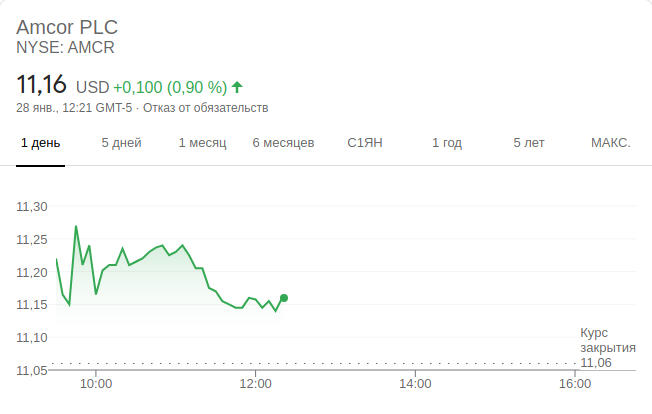 Amcor PLC
NYSE: AMCR
11,16 USD +0,100 (0,90 %)
28 янв., 12:21 GMT-5 · Отказ от обязательств
1 день 5 дней 1 месяц 6 месяцев С1ЯН 1 год 5 лет МАКС.
11,30
11,25
11,20
11,15
11,10
11,05
Курс
закрытия
11,06
10:00 12:00 14:00 16:00